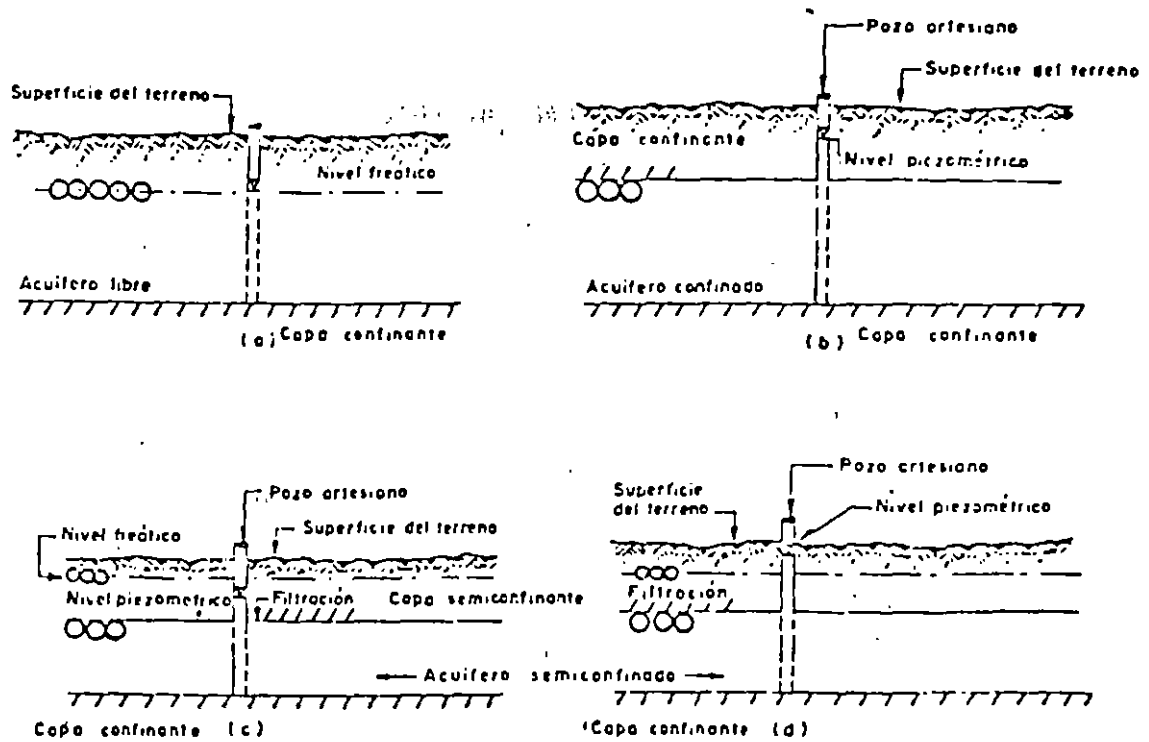 Superficie del terreno
Nivel freático
Acuífero libre
(a) Capa confinante
Pozo artesiano
Superficie del terreno
Capa confinante
Nivel piezométrico
Acuífero confinado
(b) Capa confinante
Pozo artesiano
Nivel freático
Superficie del terreno
Nivel piezométrico
Filtración
Capa semiconfinante
Capa confinante (c)
Acuífero semiconfinado
Pozo artesiano
Superficie
del terreno
Nivel piezométrico
Filtración
Capa confinante (d)